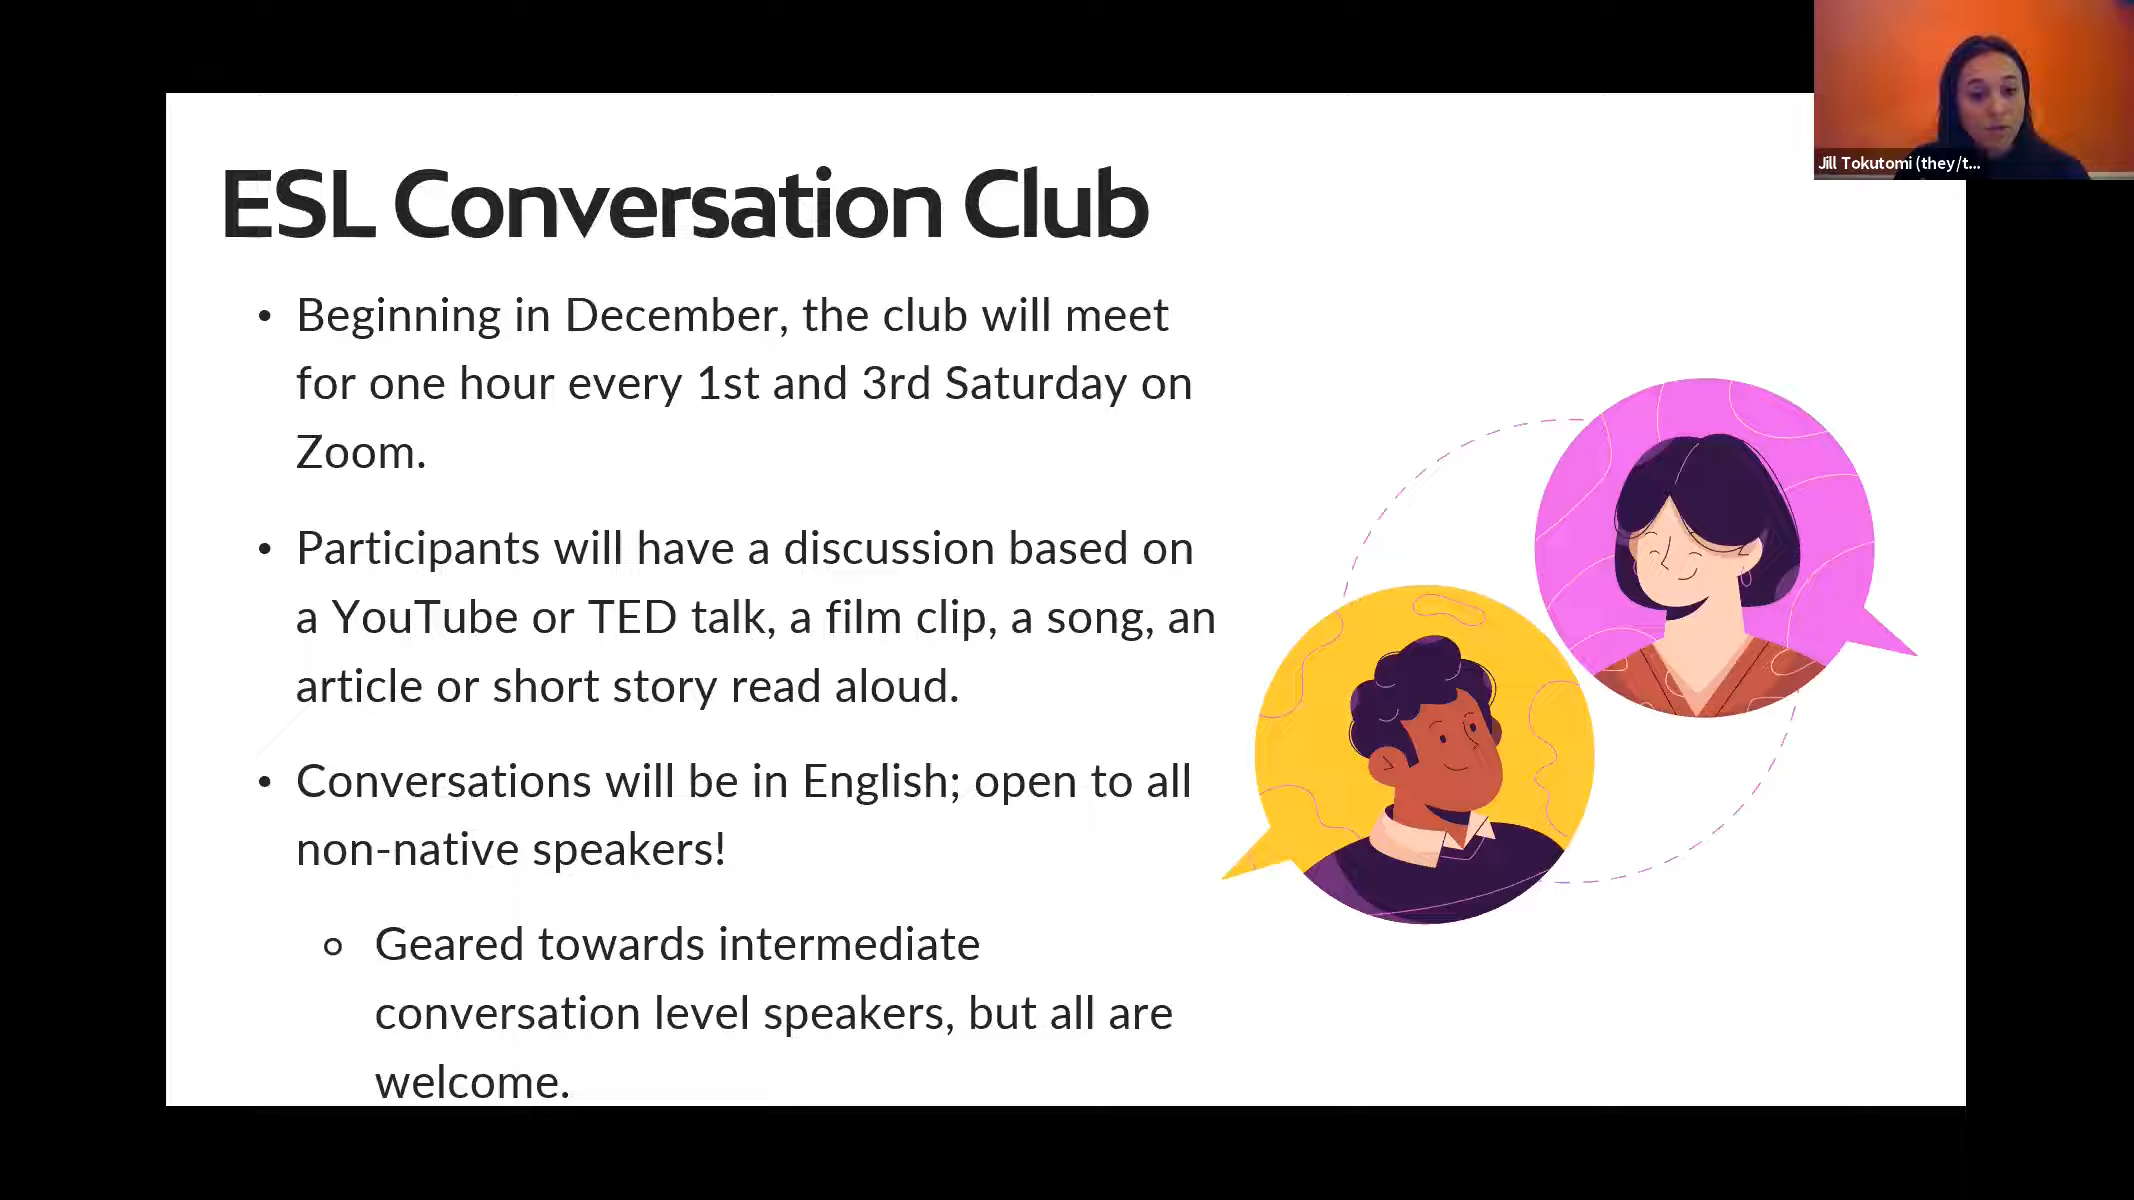 Jill Tokutomi (they/t...
ESL Conversation Club
• Beginning in December, the club will meet
for one hour every 1st and 3rd Saturday on
Zoom.
• Participants will have a discussion based on
a YouTube or TED talk, a film clip, a song, an
article or short story read aloud.
• Conversations will be in English; open to all
non-native speakers!
○ Geared towards intermediate
conversation level speakers, but all are
welcome.